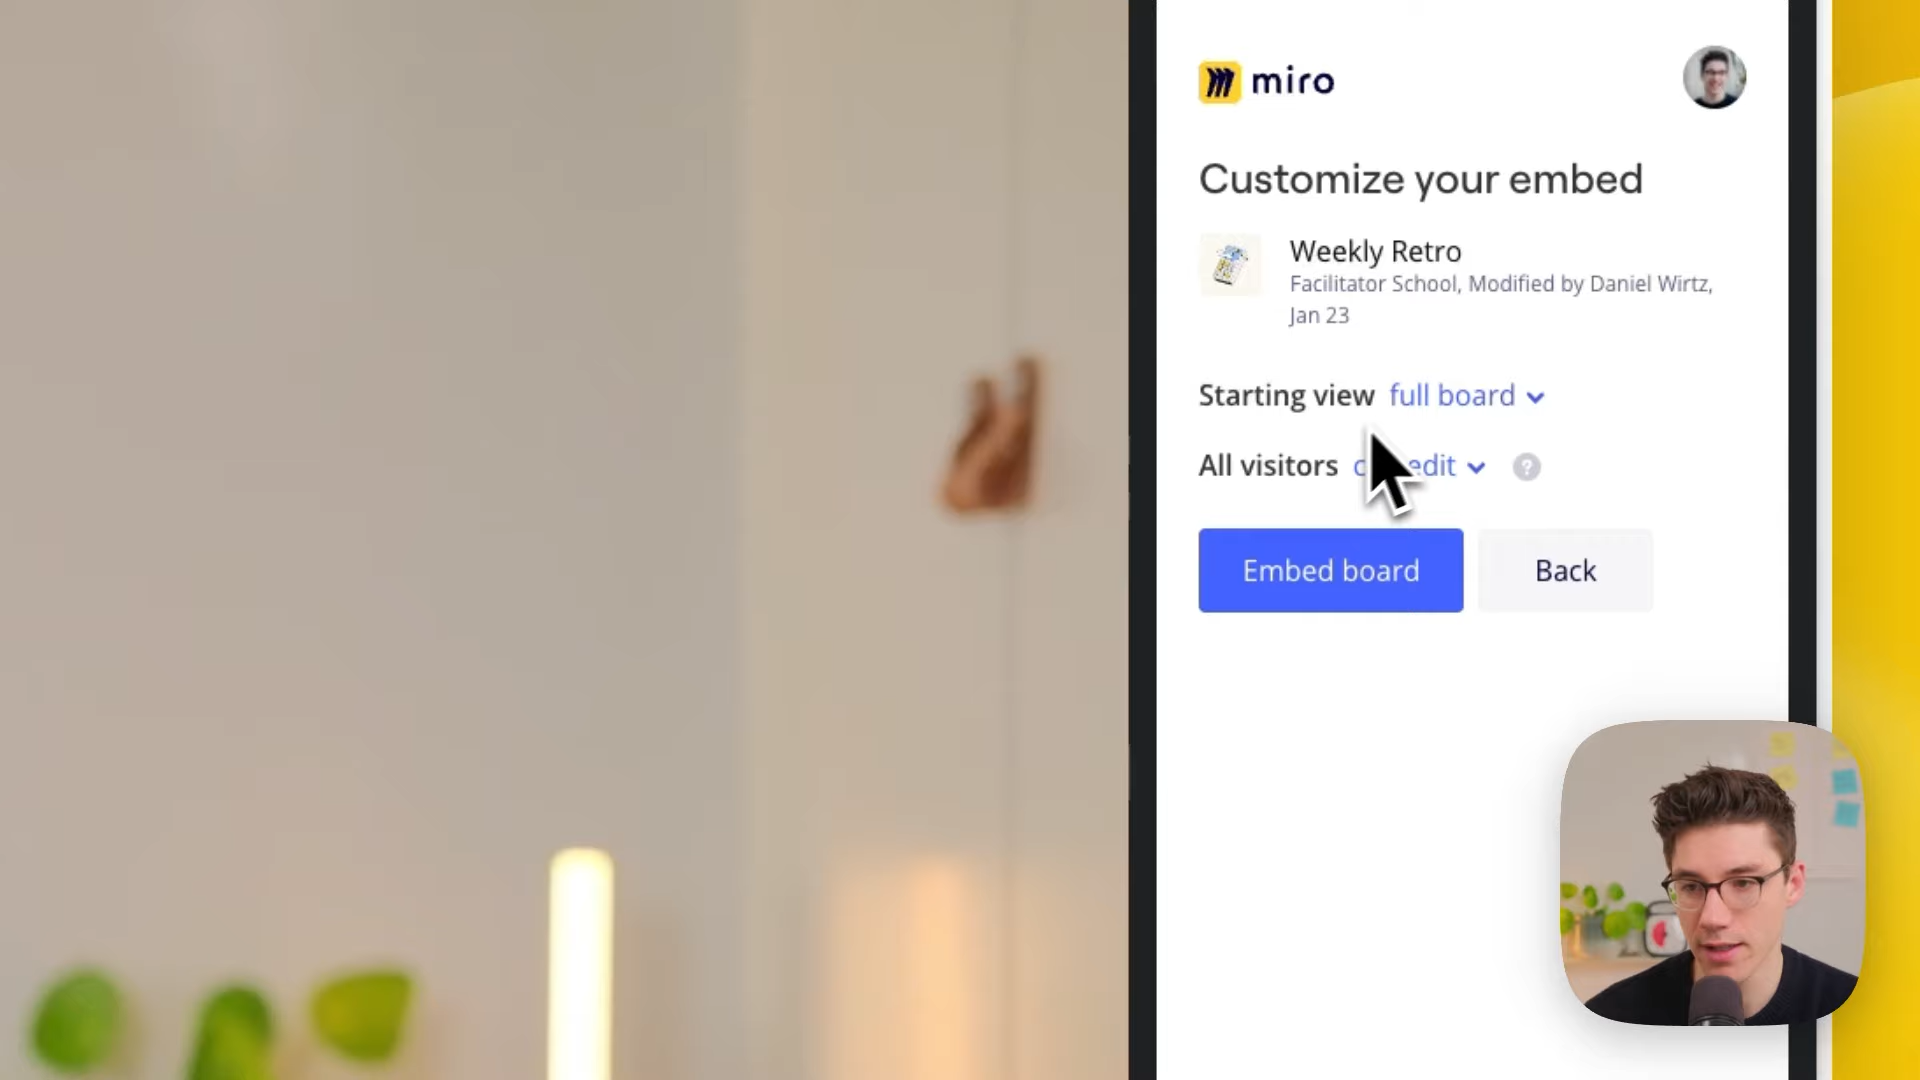 miro
Customize your embed
Weekly Retro
Facilitator School, Modified by Daniel Wirtz,
Jan 23
Starting view full board
All visitors edit
?
Embed board
Back